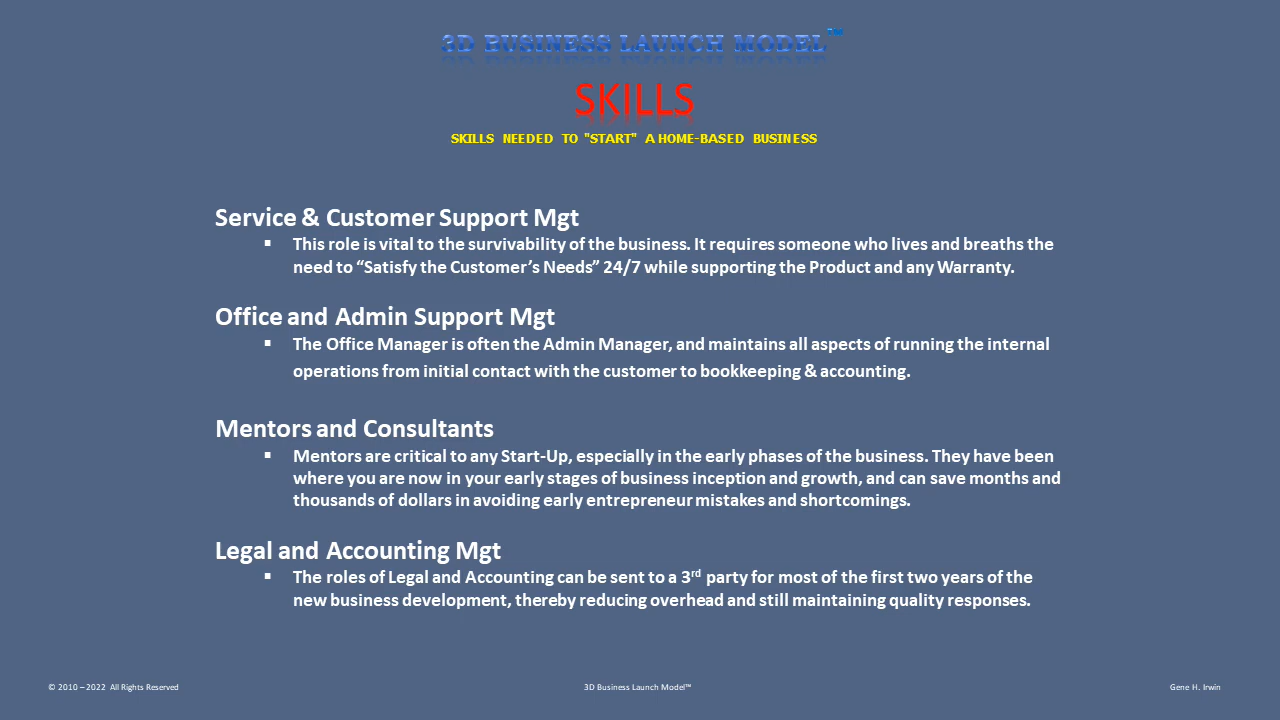 3D BUSINESS LAUNCH MODEL™
SKILLS
SKILLS NEEDED TO "START" A HOME-BASED BUSINESS
Service & Customer Support Mgt
▪ This role is vital to the survivability of the business. It requires someone who lives and breaths the
need to “Satisfy the Customer’s Needs” 24/7 while supporting the Product and any Warranty.
Office and Admin Support Mgt
▪ The Office Manager is often the Admin Manager, and maintains all aspects of running the internal
operations from initial contact with the customer to bookkeeping & accounting.
Mentors and Consultants
▪ Mentors are critical to any Start-Up, especially in the early phases of the business. They have been
where you are now in your early stages of business inception and growth, and can save months and
thousands of dollars in avoiding early entrepreneur mistakes and shortcomings.
Legal and Accounting Mgt
▪ The roles of Legal and Accounting can be sent to a 3rd party for most of the first two years of the
new business development, thereby reducing overhead and still maintaining quality responses.
© 2010 – 2022 All Rights Reserved
3D Business Launch Model™
Gene H. Irwin